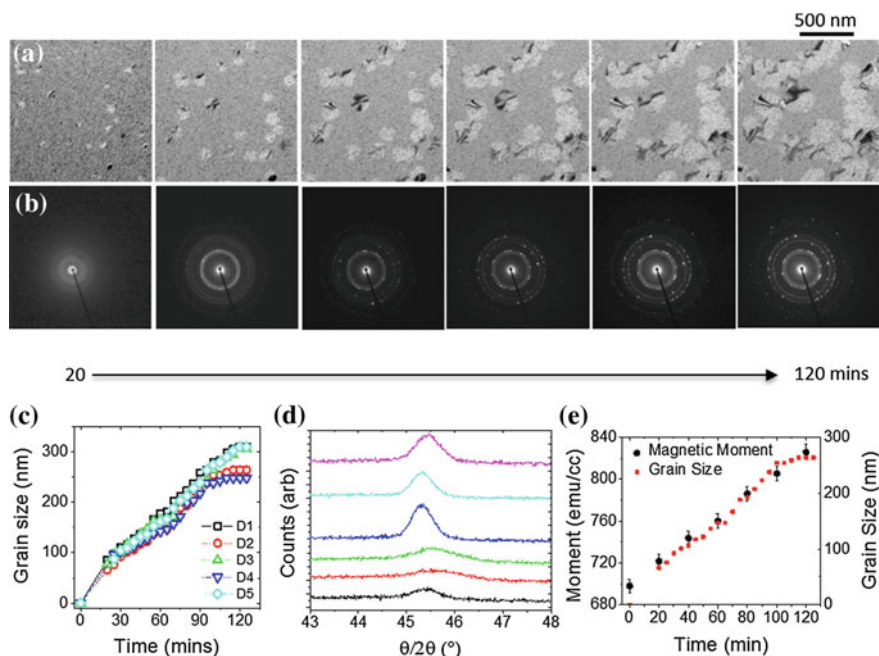 500 nm
(a)
(b)
20
120 mins
(c)
(d)
(e)
300
200
100
0
Grain size (nm)
D1
D2
D3
D4
D5
0 30 60 90 120
Time (mins)
Counts (arb)
43 44 45 46 47 48
θ/2θ (°)
840
800
760
720
680
Moment (emu/cc)
Magnetic Moment
Grain Size
300
200
100
0
Grain Size (nm)
0 20 40 60 80 100 120
Time (min)